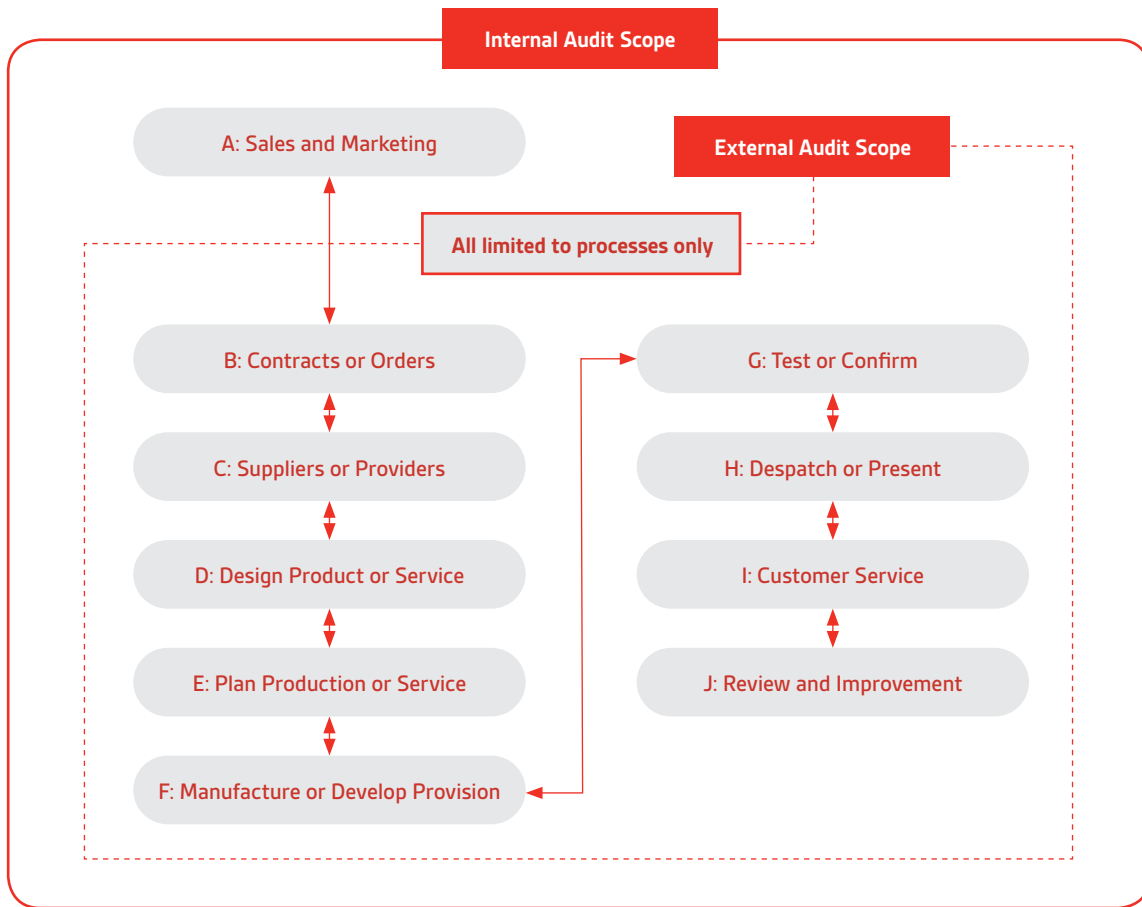 Internal Audit Scope
A: Sales and Marketing
External Audit Scope
All limited to processes only
B: Contracts or Orders
C: Suppliers or Providers
D: Design Product or Service
E: Plan Production or Service
F: Manufacture or Develop Provision
G: Test or Confirm
H: Despatch or Present
I: Customer Service
J: Review and Improvement